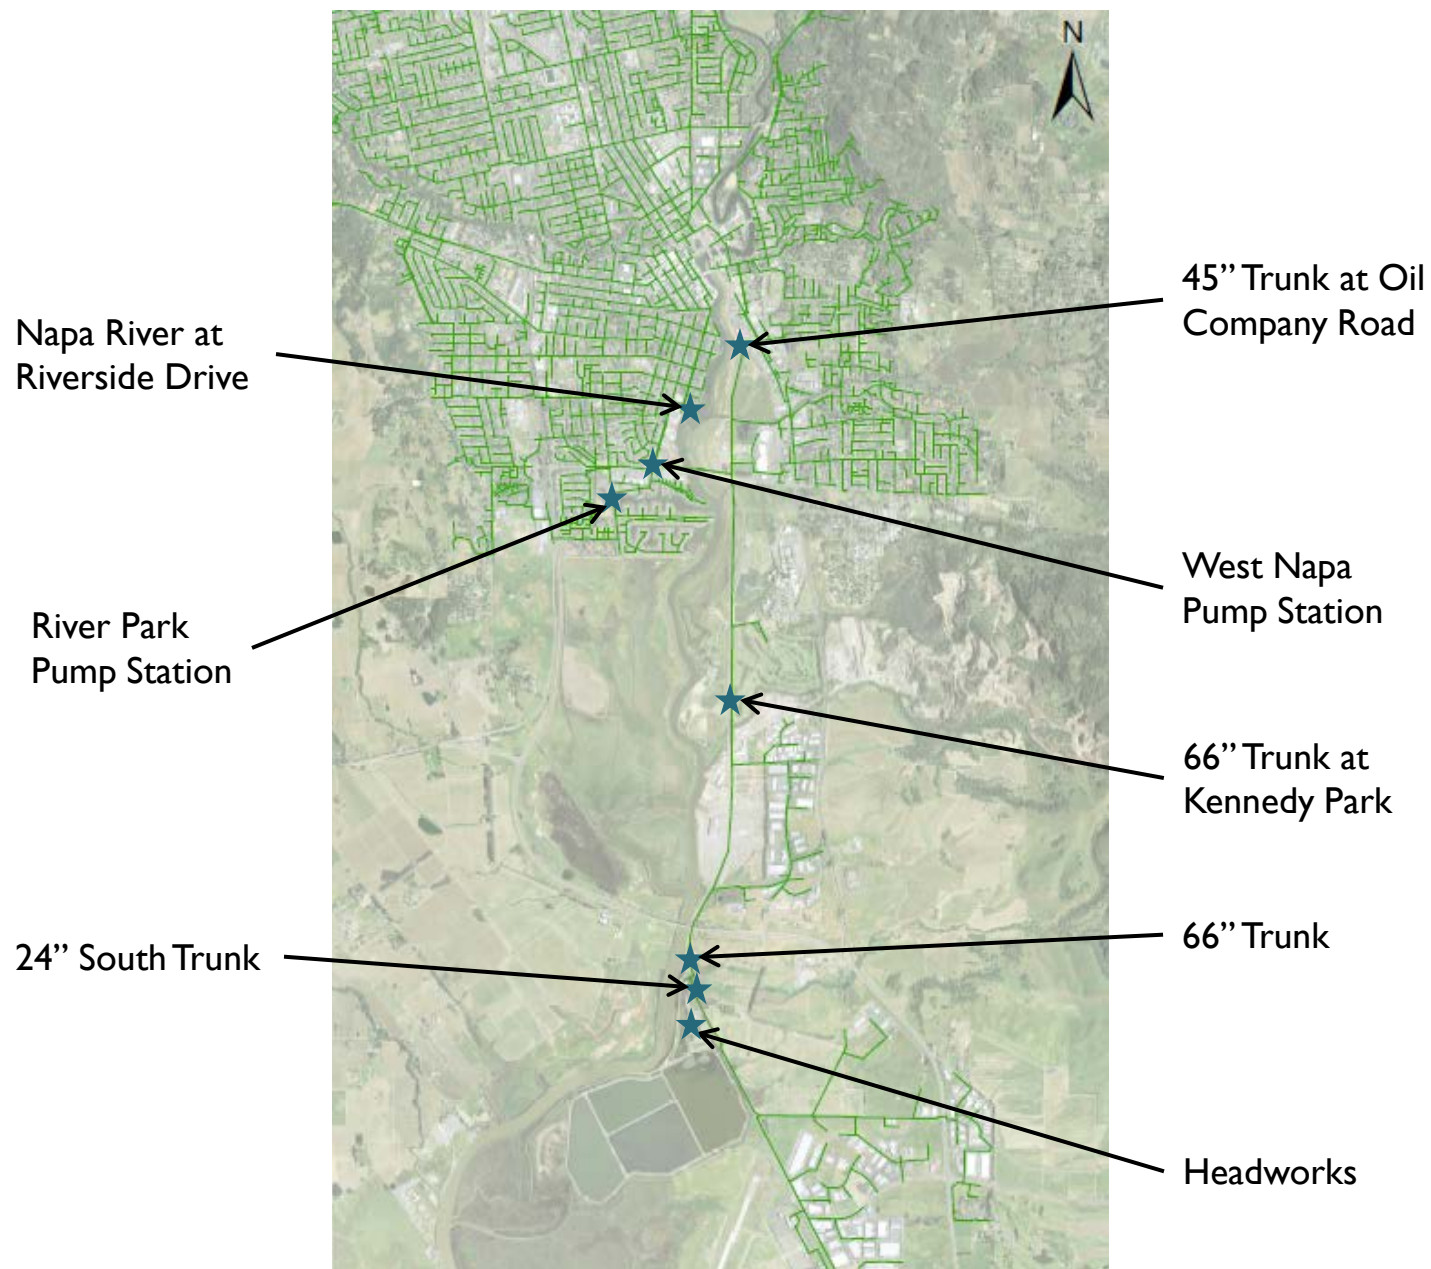 N
45” Trunk at Oil
Company Road
Napa River at
Riverside Drive
West Napa
Pump Station
River Park
Pump Station
66” Trunk at
Kennedy Park
66” Trunk
24” South Trunk
Headworks